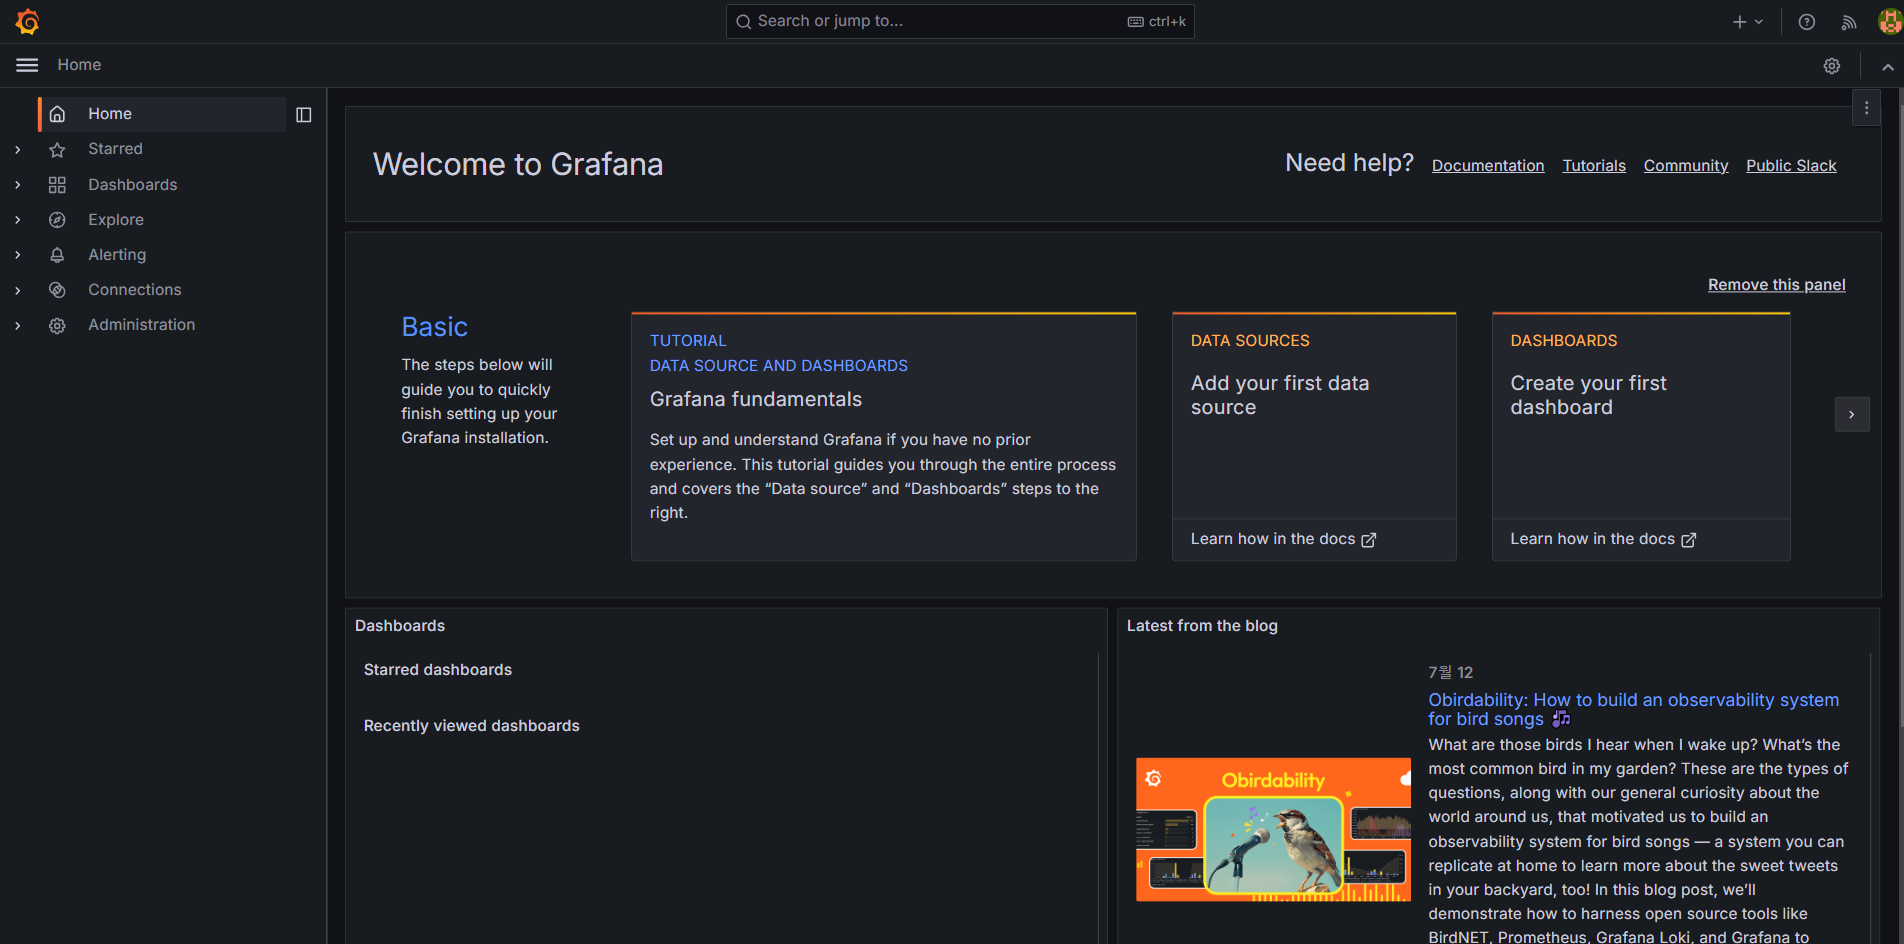 Search or jump to...
ctrl+k
Home
Home
Starred
Dashboards
Explore
Alerting
Connections
Administration
Welcome to Grafana
Need help?
Documentation
Tutorials
Community
Public Slack
Remove this panel
Basic
The steps below will
guide you to quickly
finish setting up your
Grafana installation.
TUTORIAL
DATA SOURCE AND DASHBOARDS
Grafana fundamentals
Set up and understand Grafana if you have no prior
experience. This tutorial guides you through the entire process
and covers the “Data source” and “Dashboards” steps to the
right.
DATA SOURCES
Add your first data
source
Learn how in the docs
DASHBOARDS
Create your first
dashboard
Learn how in the docs
Dashboards
Starred dashboards
Recently viewed dashboards
Latest from the blog
Obirdability
7월 12
Obirdability: How to build an observability system
for bird songs 🎶
What are those birds I hear when I wake up? What’s the
most common bird in my garden? These are the types of
questions, along with our general curiosity about the
world around us, that motivated us to build an
observability system for bird songs — a system you can
replicate at home to learn more about the sweet tweets
in your backyard, too! In this blog post, we’ll
demonstrate how to harness open source tools like
BirdNET, Prometheus, Grafana Loki, and Grafana to